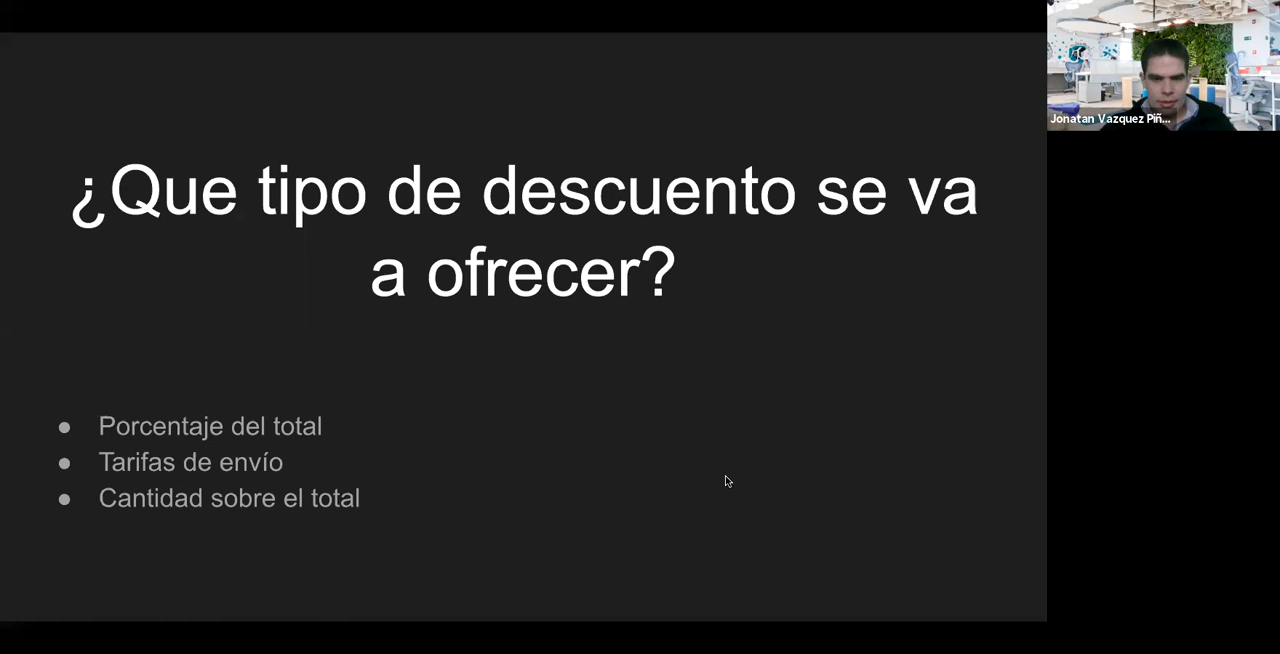 ¿Que tipo de descuento se va
a ofrecer?
● Porcentaje del total
● Tarifas de envío
● Cantidad sobre el total
Jonatan Vazquez Piñ...